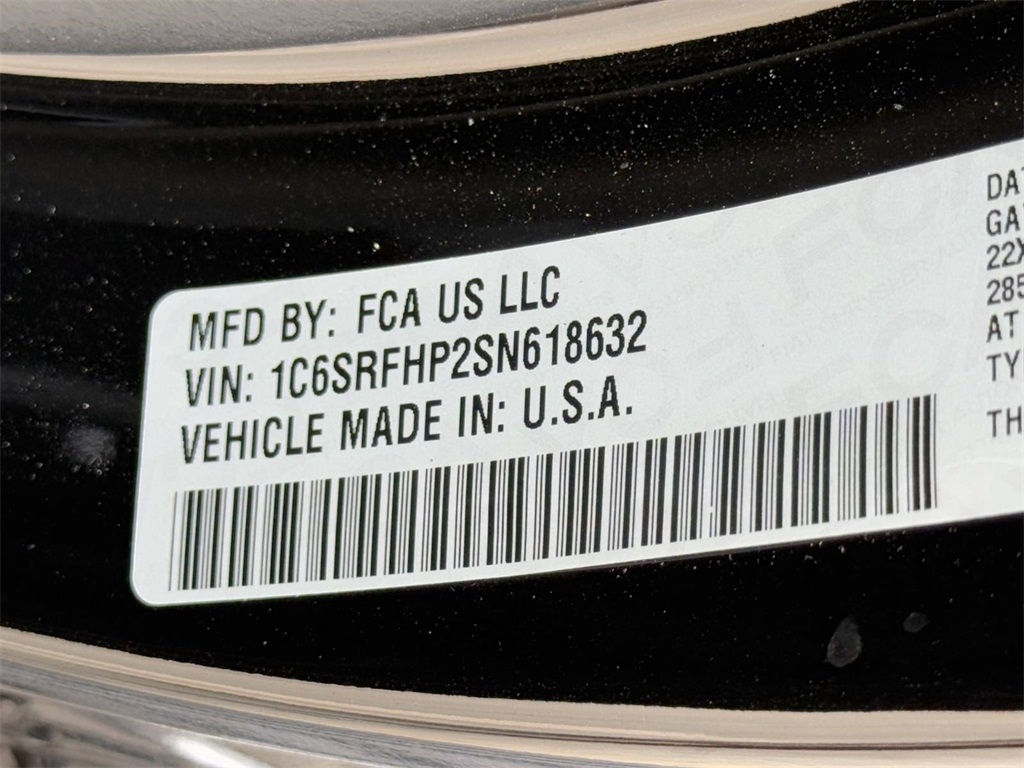 MFD BY: FCA US LLC
VIN: 1C6SRFHP2SN618632
VEHICLE MADE IN: U.S.A.
DAT
GA
22X
285
AT
TY
TH